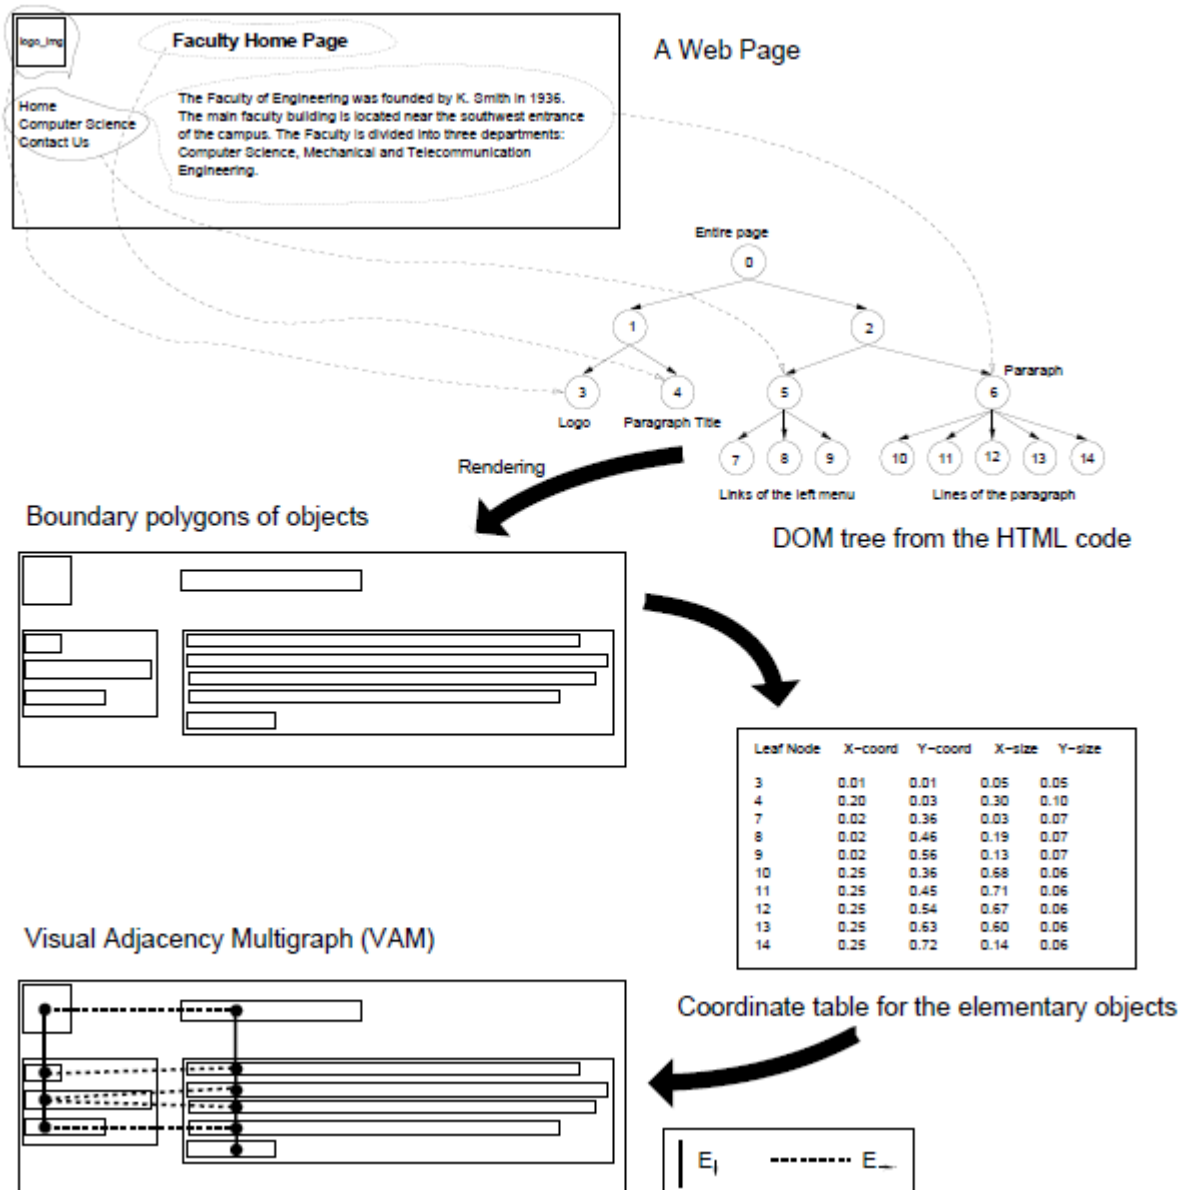 logo_img
Faculty Home Page
A Web Page
Home
Computer Science
Contact Us
The Faculty of Engineering was founded by K. Smith in 1936.
The main faculty building is located near the southwest entrance
of the campus. The Faculty is divided into three departments:
Computer Science, Mechanical and Telecommunication
Engineering.
Entire page
0
1
2
3
4
5
6
Pararaph
Logo
Paragraph Title
7
8
9
10
11
12
13
14
Links of the left menu
Lines of the paragraph
Rendering
DOM tree from the HTML code
Boundary polygons of objects
Leaf Node X-coord Y-coord X-size Y-size
3 0.01 0.01 0.05 0.05
4 0.20 0.03 0.30 0.10
7 0.02 0.36 0.03 0.07
8 0.02 0.46 0.19 0.07
9 0.02 0.56 0.13 0.07
10 0.25 0.36 0.68 0.06
11 0.25 0.45 0.71 0.06
12 0.25 0.54 0.67 0.06
13 0.25 0.63 0.60 0.06
14 0.25 0.72 0.14 0.06
Coordinate table for the elementary objects
Visual Adjacency Multigraph (VAM)
E
E